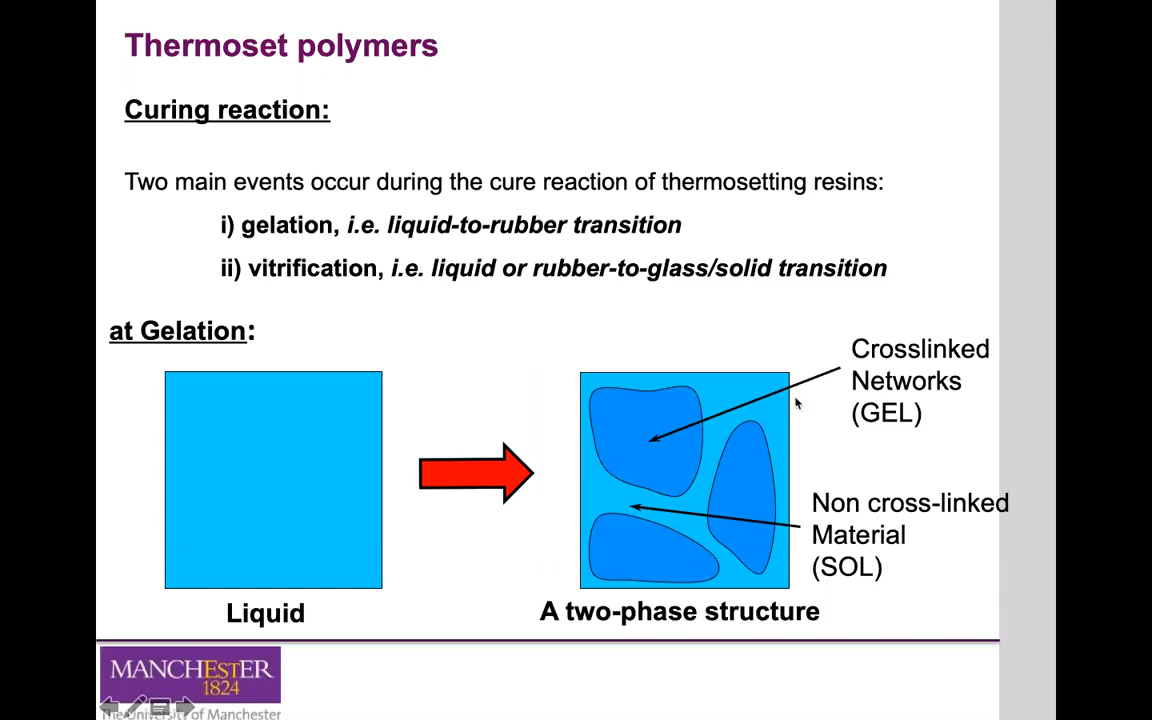 Thermoset polymers
Curing reaction:
Two main events occur during the cure reaction of thermosetting resins:
i) gelation, i.e. liquid-to-rubber transition
ii) vitrification, i.e. liquid or rubber-to-glass/solid transition
at Gelation:
Crosslinked
Networks
(GEL)
Non cross-linked
Material
(SOL)
Liquid
A two-phase structure
MANCHESTER
1824
The University of Manchester